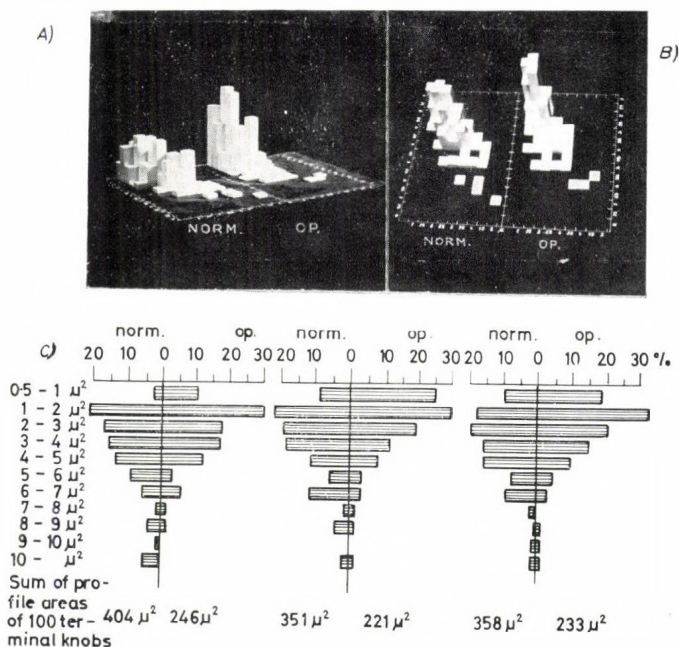 A)
B)
NORM. OP.
NORM. OP.
C)
norm. op. norm. op. norm. op.
20 10 0 10 20 30 20 10 0 10 20 30 20 10 0 10 20 30 %
0·5 – 1 μ²
1 – 2 μ²
2 – 3 μ²
3 – 4 μ²
4 – 5 μ²
5 – 6 μ²
6 – 7 μ²
7 – 8 μ²
8 – 9 μ²
9 – 10 μ²
10 – μ²
Sum of pro-
file areas
of 100 ter- 404 μ² 246 μ² 351 μ² 221 μ² 358 μ² 233 μ²
minal knobs